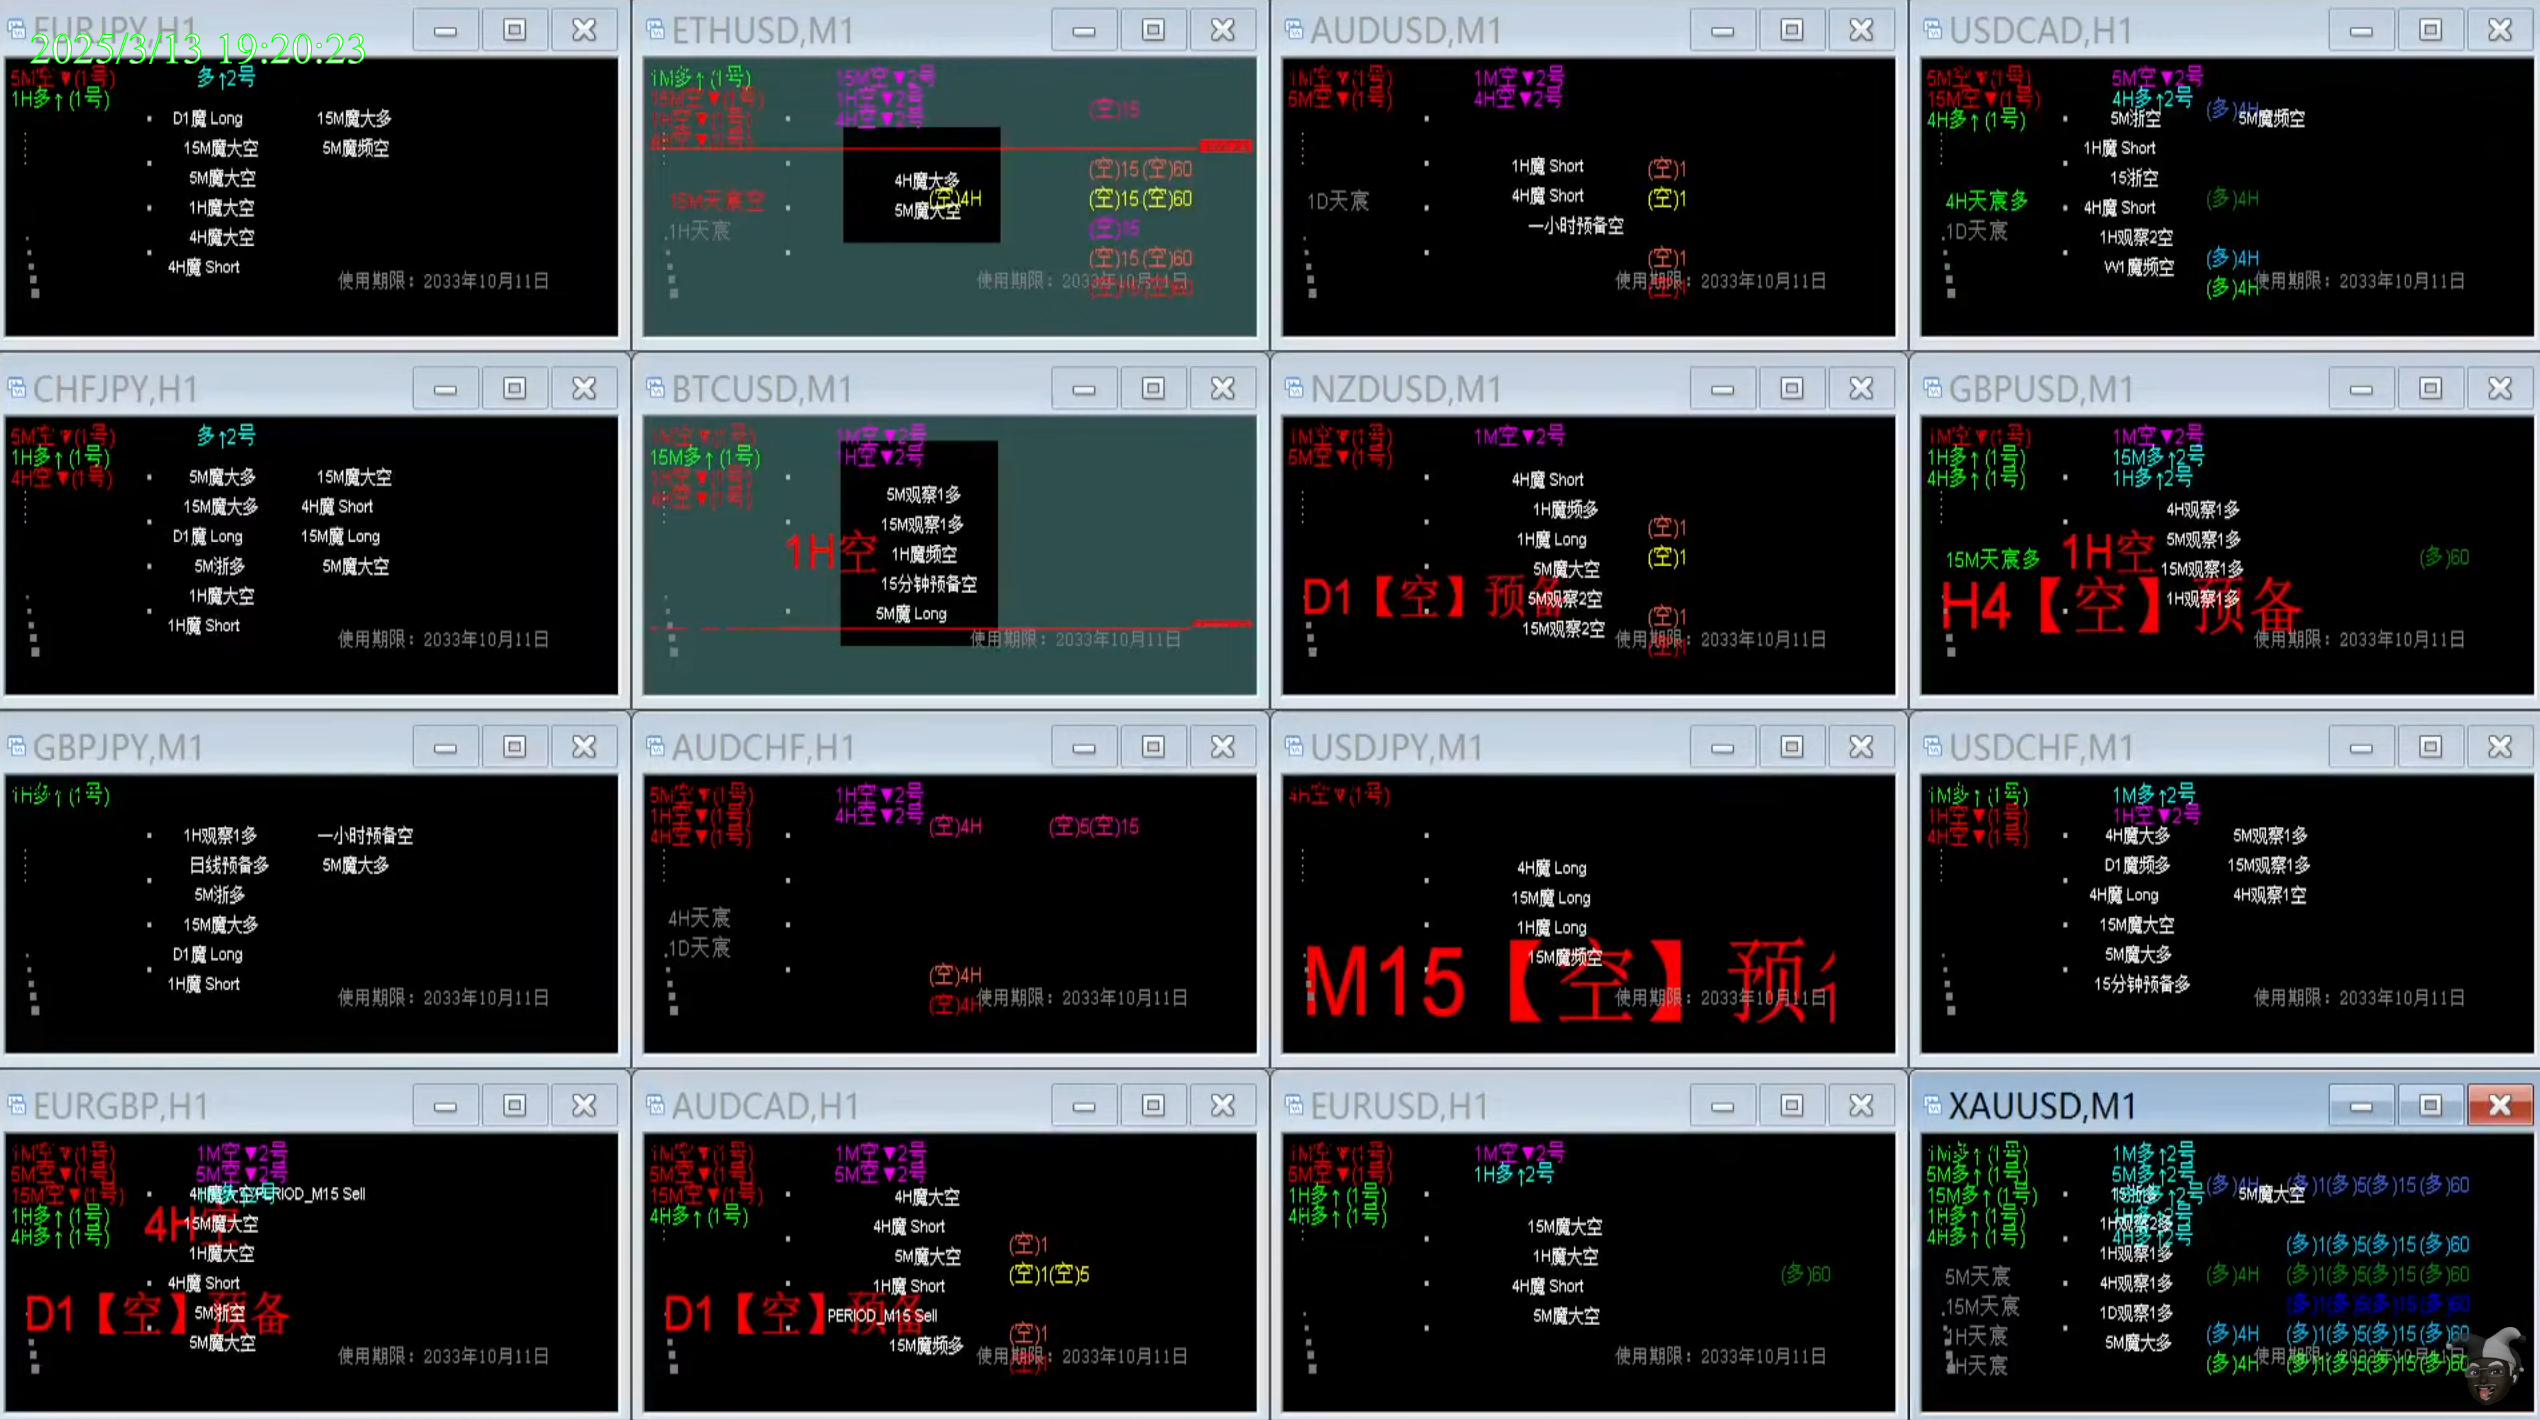 EURJPY,H1
2025/3/13 19:20:23
5M空▼(1号) 多↑2号
1H多↑(1号)
D1魔 Long 15M魔大多
15M魔大空 5M魔频空
5M魔大空
1H魔大空
4H魔大空
4H魔 Short
使用期限：2033年10月11日
ETHUSD,M1
1M多↑(1号) 15M空▼2号
15M空▼(1号) 1H空▼2号
1H空▼(1号) 4H空▼2号
4H空▼(1号)
(空)15
(空)15(空)60
4H魔大多
15M天宸空 (空)4H (空)15(空)60
5M魔大空
1H天宸 (空)15
(空)15(空)60
使用期限：2033年10月11日
(空)15(空)60
AUDUSD,M1
1M空▼(1号) 1M空▼2号
5M空▼(1号) 4H空▼2号
1H魔 Short (空)1
1D天宸 4H魔 Short (空)1
一小时预备空
(空)1
使用期限：2033年10月11日
(空)1
USDCAD,H1
5M空▼(1号) 5M空▼2号
15M空▼(1号) 4H多↑2号 (多)4H
4H多↑(1号) 5M浙空 5M魔频空
1H魔 Short
15浙空
4H天宸多 4H魔 Short (多)4H
1D天宸 1H观察2空
W1魔频空 (多)4H
(多)4H 使用期限：2033年10月11日
CHFJPY,H1
5M空▼(1号) 多↑2号
1H多↑(1号)
4H空▼(1号) 5M魔大多 15M魔大空
15M魔大多 4H魔 Short
D1魔 Long 15M魔 Long
5M浙多 5M魔大空
1H魔大空
1H魔 Short
使用期限：2033年10月11日
BTCUSD,M1
1M空▼(1号) 1M空▼2号
15M多↑(1号) 1H空▼2号
1H空▼(1号)
4H空▼(1号) 5M观察1多
15M观察1多
1H空 1H魔频空
15分钟预备空
5M魔 Long
使用期限：2033年10月11日
NZDUSD,M1
1M空▼(1号) 1M空▼2号
5M空▼(1号)
4H魔 Short
1H魔频多 (空)1
1H魔 Long (空)1
5M魔大空
D1【空】预备 5M观察2空
(空)1
15M观察2空
使用期限：2033年10月11日
(空)1
GBPUSD,M1
1M空▼(1号) 1M空▼2号
1H多↑(1号) 15M多↑2号
4H多↑(1号) 1H多↑2号
4H观察1多
5M观察1多
15M天宸多 1H空 15M观察1多 (多)60
1H观察1多
H4【空】预备
使用期限：2033年10月11日
GBPJPY,M1
1H多↑(1号)
1H观察1多 一小时预备空
日线预备多 5M魔大多
5M浙多
15M魔大多
D1魔 Long
1H魔 Short
使用期限：2033年10月11日
AUDCHF,H1
5M空▼(1号) 1H空▼2号
1H空▼(1号) 4H空▼2号
4H空▼(1号) (空)4H (空)5(空)15
4H天宸
1D天宸
(空)4H
(空)4H 使用期限：2033年10月11日
USDJPY,M1
4H空▼(1号)
4H魔 Long
15M魔 Long
1H魔 Long
15M魔频空
M15【空】预
使用期限：2033年10月11日
USDCHF,M1
1M多↑(1号) 1M多↑2号
1H空▼(1号) 1H空▼2号
4H空▼(1号) 4H魔大多 5M观察1多
D1魔频多 15M观察1多
4H魔 Long 4H观察1空
15M魔大空
5M魔大多
15分钟预备多
使用期限：2033年10月11日
EURGBP,H1
1M空▼(1号) 1M空▼2号
5M空▼(1号) 5M空▼2号
15M空▼(1号) 4H魔大空 PERIOD_M15 Sell
1H多↑(1号) 4H空 15M魔大空
4H多↑(1号)
1H魔大空
4H魔 Short
D1【空】预备 5M浙空
5M魔大空
使用期限：2033年10月11日
AUDCAD,H1
1M空▼(1号) 1M空▼2号
5M空▼(1号) 5M空▼2号
15M空▼(1号) 4H魔大空
4H多↑(1号) 4H魔 Short
5M魔大空 (空)1
1H魔 Short (空)1(空)5
D1【空】预备 PERIOD_M15 Sell
15M魔频多 (空)1
使用期限：2033年10月11日
(空)1
EURUSD,H1
1M空▼(1号) 1M空▼2号
5M空▼(1号) 1H多↑2号
1H多↑(1号)
4H多↑(1号)
15M魔大空
1H魔大空
4H魔 Short (多)60
5M魔大空
使用期限：2033年10月11日
XAUUSD,M1
1M多↑(1号) 1M多↑2号
5M多↑(1号) 5M多↑2号
15M多↑(1号) (多)4H (多)1(多)5(多)15(多)60
5M魔大空
1H多↑(1号) 1H观察2多
4H多↑(1号) 4H多↑2号 (多)1(多)5(多)15(多)60
1H观察1多
5M天宸 4H观察1多 (多)4H (多)1(多)5(多)15(多)60
15M天宸 1D观察1多 (多)1(多)5(多)15(多)60
1H天宸 5M魔大多 (多)4H (多)1(多)5(多)15(多)60
4H天宸 (多)4H (多)1(多)5(多)15(多)60